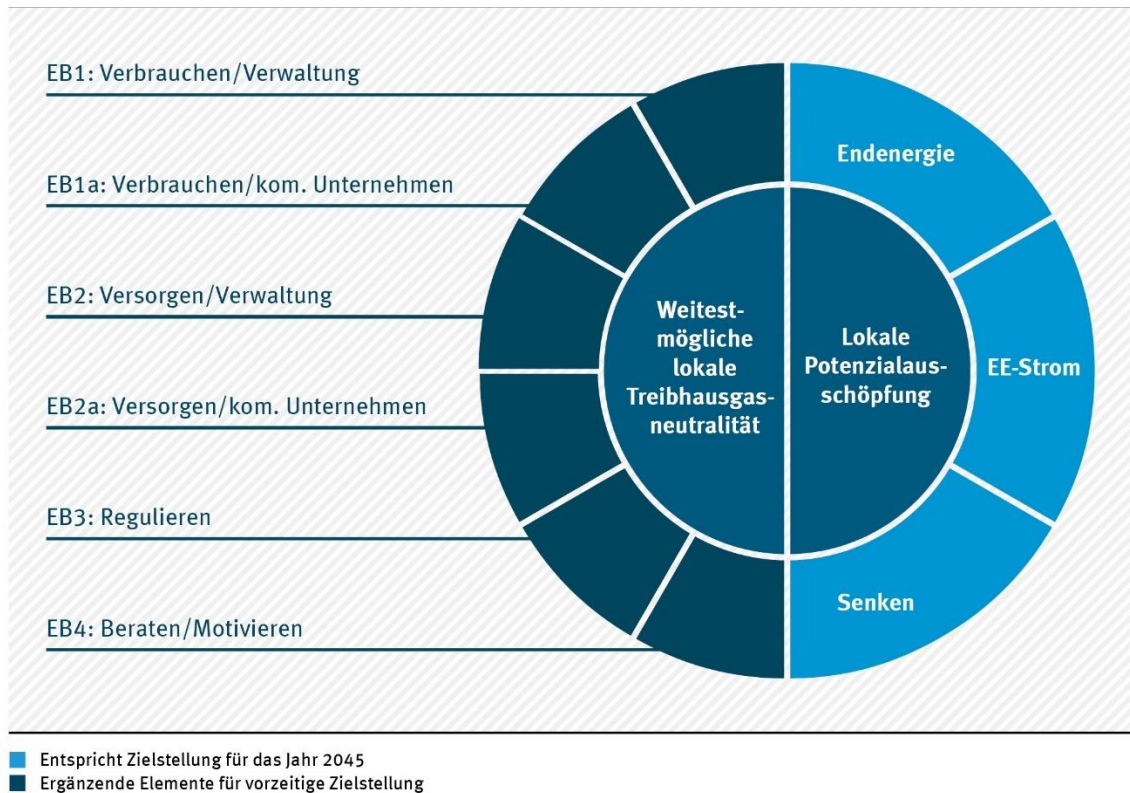 EB1: Verbrauchen/Verwaltung
EB1a: Verbrauchen/kom. Unternehmen
EB2: Versorgen/Verwaltung
EB2a: Versorgen/kom. Unternehmen
EB3: Regulieren
EB4: Beraten/Motivieren
Weitest-
mögliche
lokale
Treibhausgas-
neutralität
Lokale
Potenzialaus-
schöpfung
Endenergie
EE-Strom
Senken
Entspricht Zielstellung für das Jahr 2045
Ergänzende Elemente für vorzeitige Zielstellung